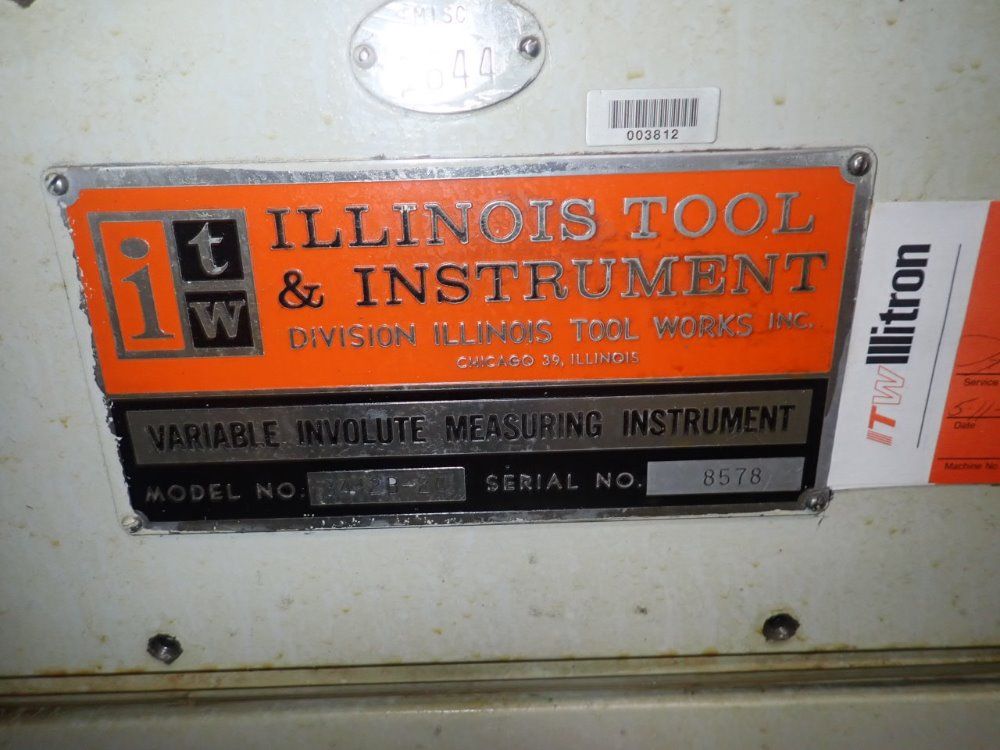 MISC
003812
i t w
ILLINOIS TOOL
& INSTRUMENT
DIVISION ILLINOIS TOOL WORKS INC.
CHICAGO 39, ILLINOIS
VARIABLE INVOLUTE MEASURING INSTRUMENT
MODEL NO.
SERIAL NO. 8578
ITW Illitron
Service
Date
Machine No